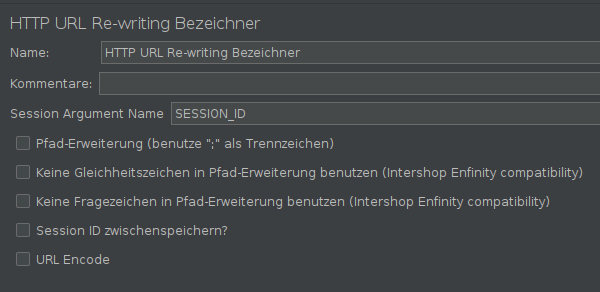 HTTP URL Re-writing Bezeichner
Name: HTTP URL Re-writing Bezeichner
Kommentare:
Session Argument Name SESSION_ID
Pfad-Erweiterung (benutze ";" als Trennzeichen)
Keine Gleichheitszeichen in Pfad-Erweiterung benutzen (Intershop Enfinity compatibility)
Keine Fragezeichen in Pfad-Erweiterung benutzen (Intershop Enfinity compatibility)
Session ID zwischenspeichern?
URL Encode